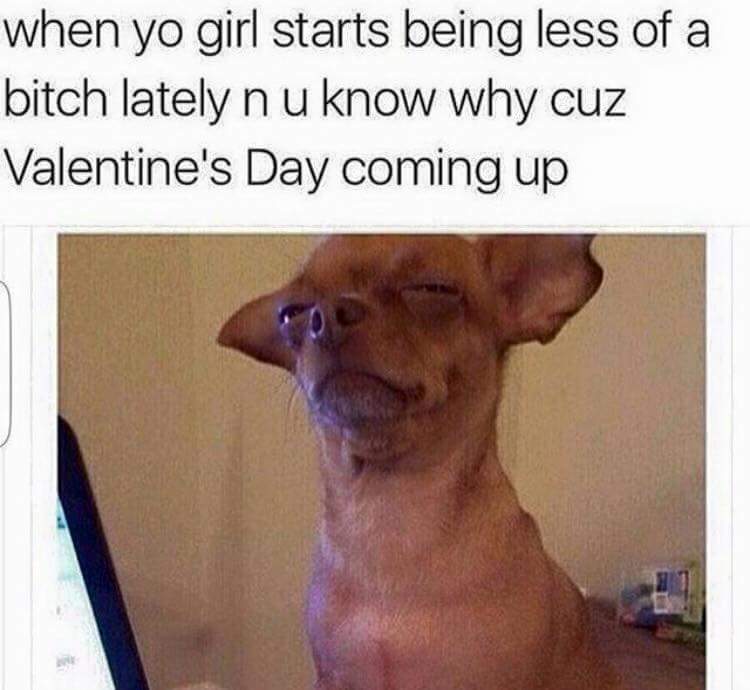 when yo girl starts being less of a
bitch lately n u know why cuz
Valentine's Day coming up